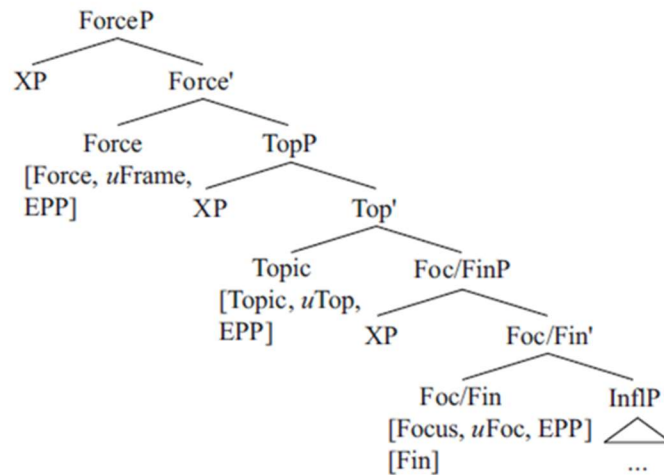 ForceP
XP Force'
Force TopP
[Force, uFrame,
EPP] XP Top'
Topic Foc/FinP
[Topic, uTop,
EPP] XP Foc/Fin'
Foc/Fin InflP
[Focus, uFoc, EPP]
[Fin] ...